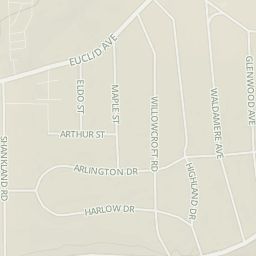 EUCLID AVE
GLENWOOD AVE
ELDO ST
MAPLE ST
WILLOWCROFT RD
WALDAMERE AVE
ARTHUR ST
SHANKLAND RD
ARLINGTON DR
HIGHLAND DR
HARLOW DR